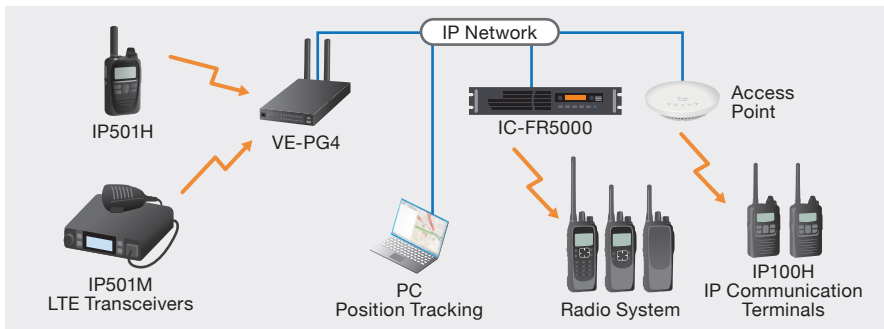 IP Network
IP501H
VE-PG4
IC-FR5000
Access
Point
IP501M
LTE Transceivers
PC
Position Tracking
Radio System
IP100H
IP Communication
Terminals